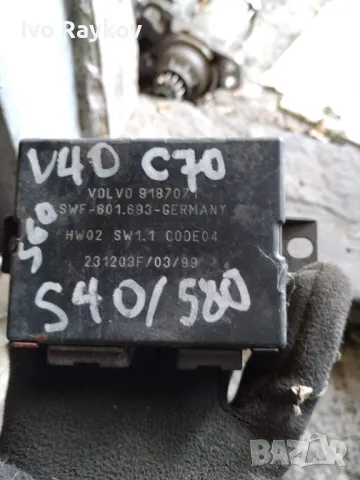 Ivo Raykov
V40 C70
VOLVO 9187071
SWF-601.693-GERMANY
HW02 SW1.1 CODE04
231203F/03/99
S60
S40/S80
BAZAR
bg